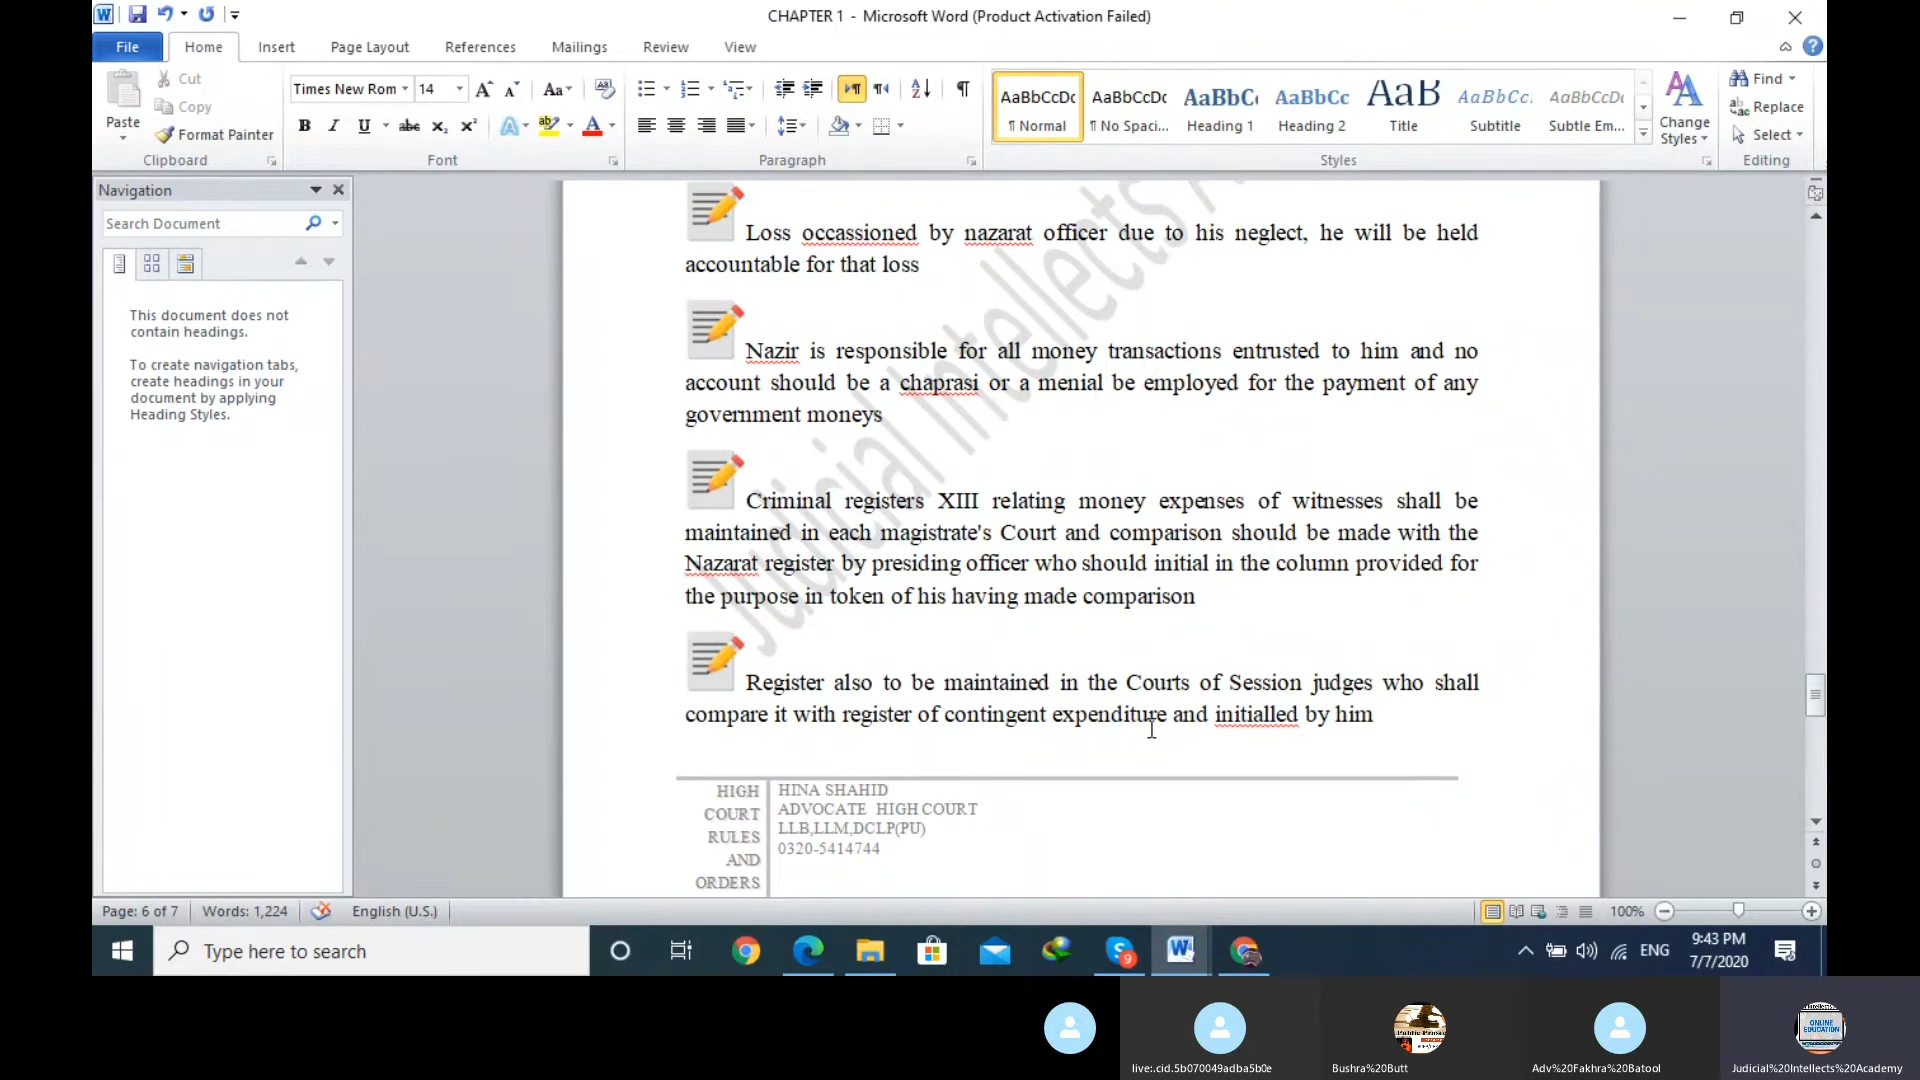 CHAPTER 1 - Microsoft Word (Product Activation Failed)
File Home Insert Page Layout References Mailings Review View
Cut
Copy
Format Painter
Paste
Clipboard
Times New Rom 14
Font
Paragraph
AaBbCcDc AaBbCcDc AaBbC AaBbCc AaB AaBbCc. AaBbCcDc
¶ Normal ¶ No Spaci... Heading 1 Heading 2 Title Subtitle Subtle Em...
Change
Styles
Styles
Find
Replace
Select
Editing
Navigation
Search Document
This document does not
contain headings.
To create navigation tabs,
create headings in your
document by applying
Heading Styles.
Judicial Intellects
Loss occassioned by nazarat officer due to his neglect, he will be held
accountable for that loss
Nazir is responsible for all money transactions entrusted to him and no
account should be a chaprasi or a menial be employed for the payment of any
government moneys
Criminal registers XIII relating money expenses of witnesses shall be
maintained in each magistrate's Court and comparison should be made with the
Nazarat register by presiding officer who should initial in the column provided for
the purpose in token of his having made comparison
Register also to be maintained in the Courts of Session judges who shall
compare it with register of contingent expenditure and initialled by him
HIGH
COURT
RULES
AND
ORDERS
HINA SHAHID
ADVOCATE HIGH COURT
LLB,LLM,DCLP(PU)
0320-5414744
Page: 6 of 7 Words: 1,224 English (U.S.) 100%
Type here to search
9
ENG
9:43 PM
7/7/2020
ONLINE
EDUCATION
live:.cid.5b070049adba5b0e Bushra%20Butt Adv%20Fakhra%20Batool Judicial%20Intellects%20Academy